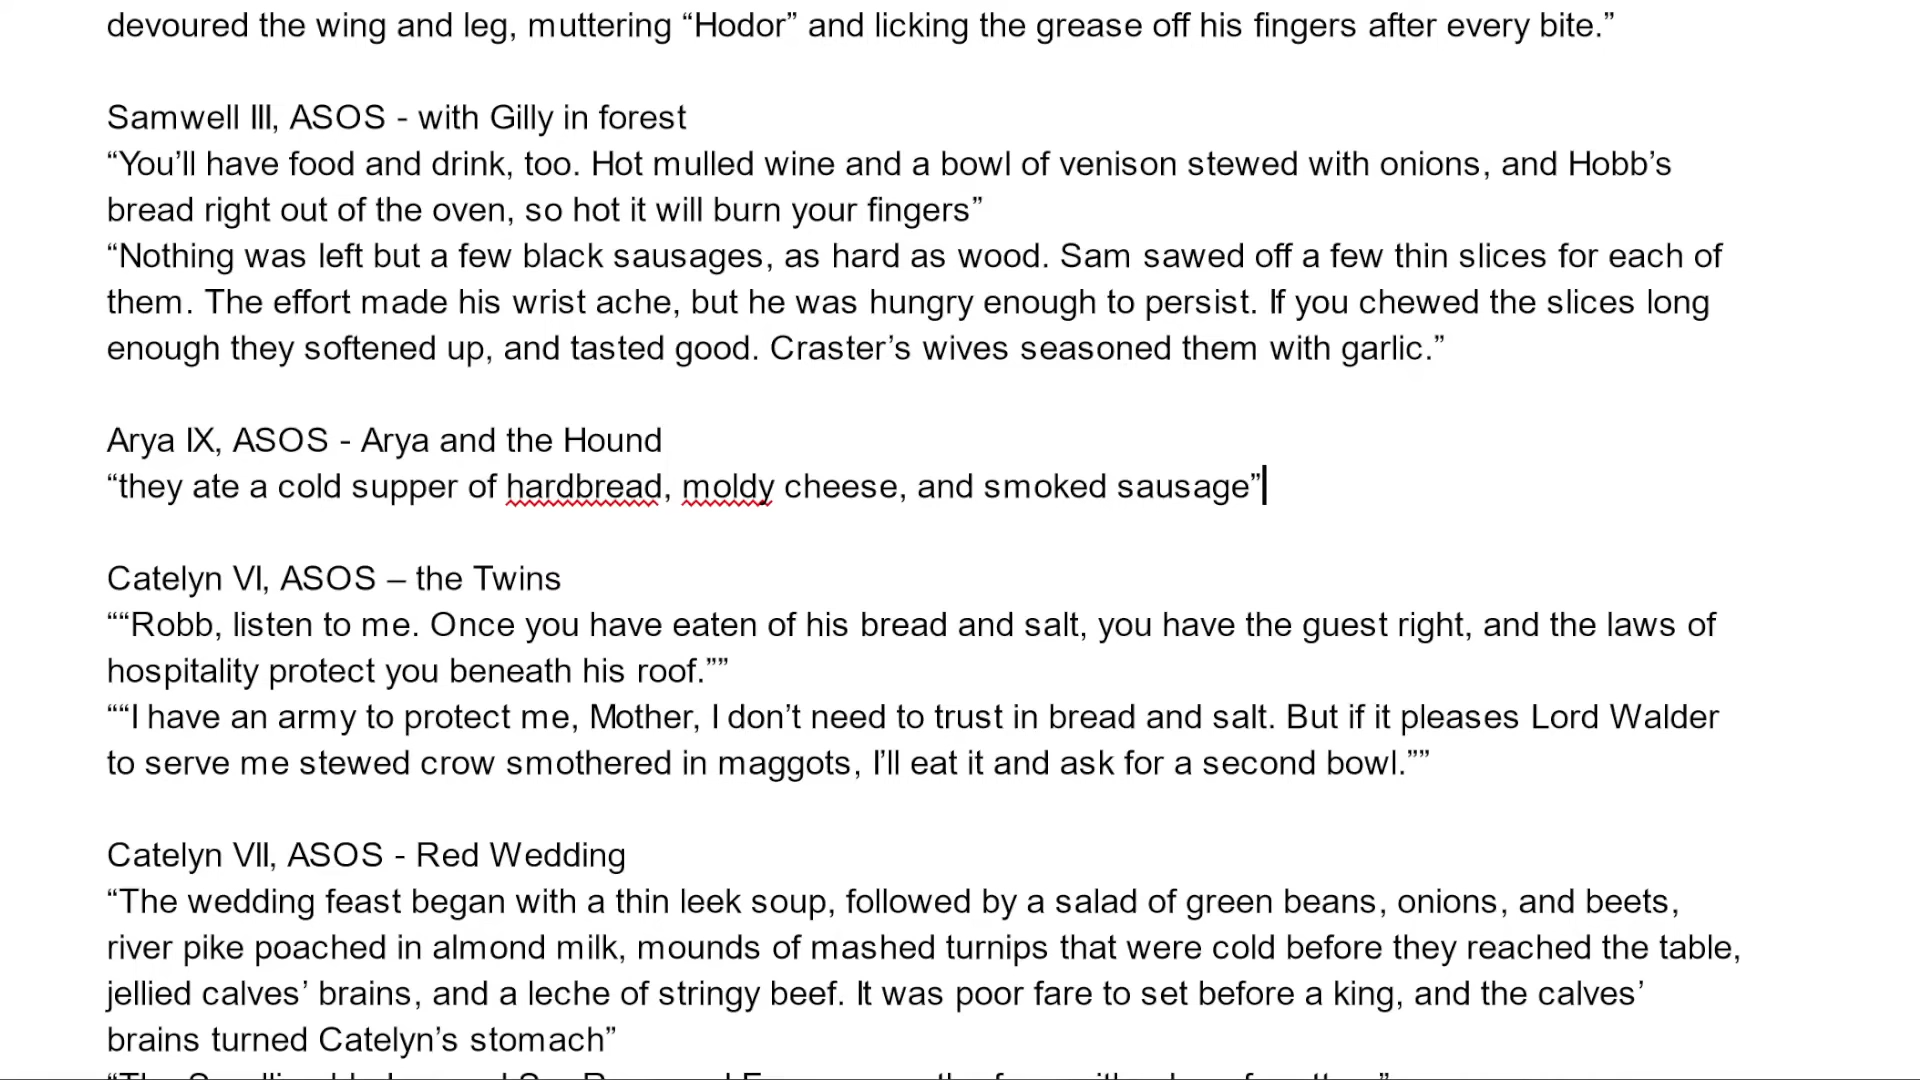 devoured the wing and leg, muttering “Hodor” and licking the grease off his fingers after every bite.”
Samwell III, ASOS - with Gilly in forest
“You’ll have food and drink, too. Hot mulled wine and a bowl of venison stewed with onions, and Hobb’s
bread right out of the oven, so hot it will burn your fingers”
“Nothing was left but a few black sausages, as hard as wood. Sam sawed off a few thin slices for each of
them. The effort made his wrist ache, but he was hungry enough to persist. If you chewed the slices long
enough they softened up, and tasted good. Craster’s wives seasoned them with garlic.”
Arya IX, ASOS - Arya and the Hound
“they ate a cold supper of hardbread, moldy cheese, and smoked sausage”
Catelyn VI, ASOS – the Twins
““Robb, listen to me. Once you have eaten of his bread and salt, you have the guest right, and the laws of
hospitality protect you beneath his roof.””
““I have an army to protect me, Mother, I don’t need to trust in bread and salt. But if it pleases Lord Walder
to serve me stewed crow smothered in maggots, I’ll eat it and ask for a second bowl.””
Catelyn VII, ASOS - Red Wedding
“The wedding feast began with a thin leek soup, followed by a salad of green beans, onions, and beets,
river pike poached in almond milk, mounds of mashed turnips that were cold before they reached the table,
jellied calves’ brains, and a leche of stringy beef. It was poor fare to set before a king, and the calves’
brains turned Catelyn’s stomach”